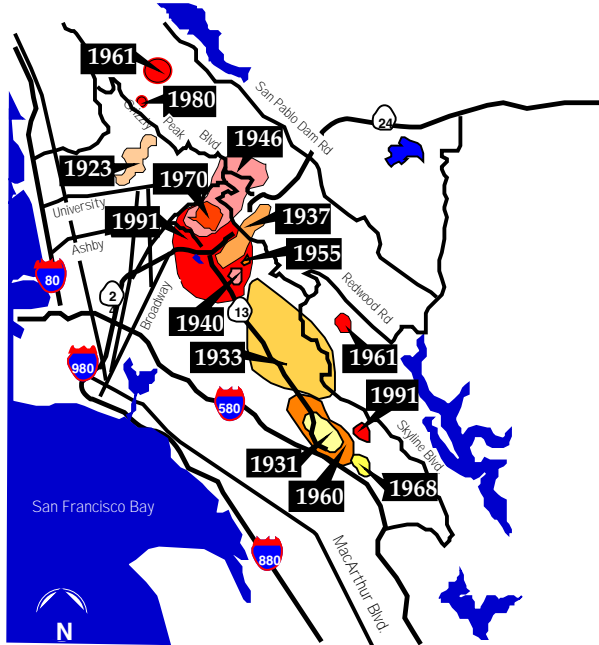 1961
San Pablo Dam Rd
1980
Grizzly
Peak
Blvd
24
1946
1923
1970
University
1991
1937
Ashby
1955
80
2
Broadway
Redwood Rd
13
1940
1961
1933
980
580
1991
Skyline Blvd.
1931
1968
1960
San Francisco Bay
880
MacArthur Blvd.
N